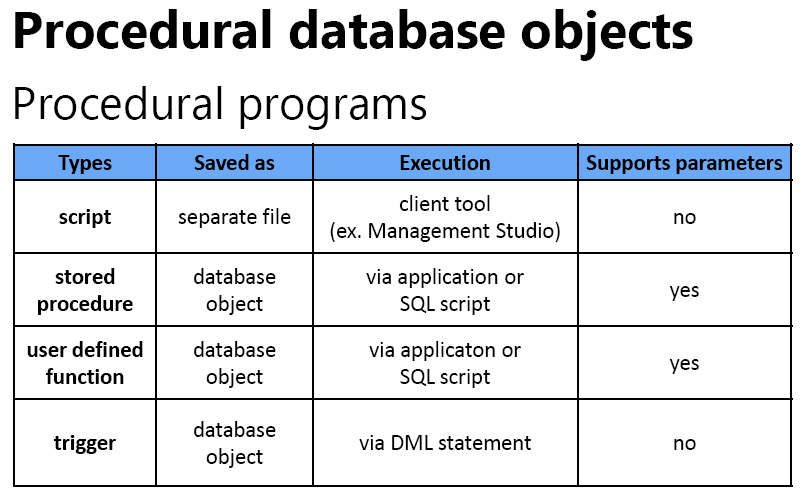 Procedural database objects
Procedural programs
Types Saved as Execution Supports parameters
script separate file client tool (ex. Management Studio) no
stored procedure database object via application or SQL script yes
user defined function database object via applicaton or SQL script yes
trigger database object via DML statement no